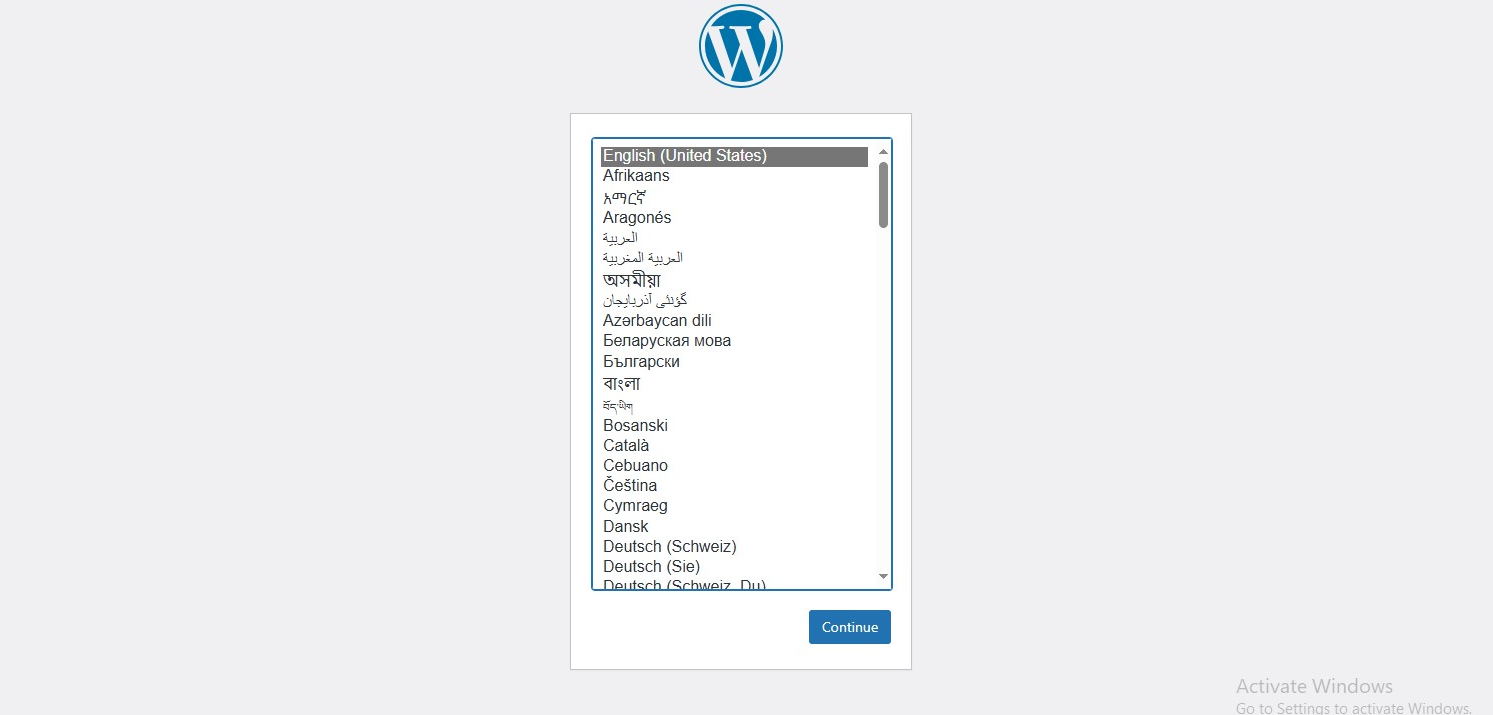 English (United States)
Afrikaans
አማርኛ
Aragonés
العربية
العربية المغربية
অসমীয়া
گؤنئی آذربایجان
Azərbaycan dili
Беларуская мова
Български
বাংলা
བོད་ཡིག
Bosanski
Català
Cebuano
Čeština
Cymraeg
Dansk
Deutsch (Schweiz)
Deutsch (Sie)
Deutsch (Schweiz, Du)
Continue
Activate Windows
Go to Settings to activate Windows.